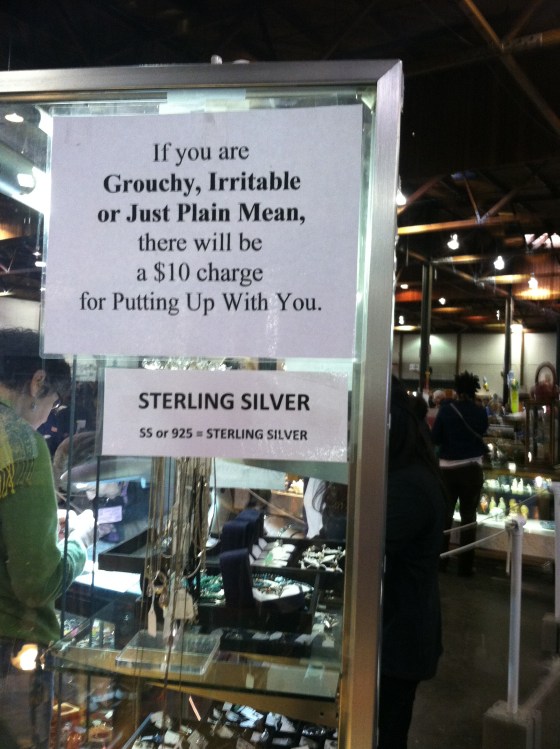 If you are
Grouchy, Irritable
or Just Plain Mean,
there will be
a $10 charge
for Putting Up With You.
STERLING SILVER
SS or 925 = STERLING SILVER